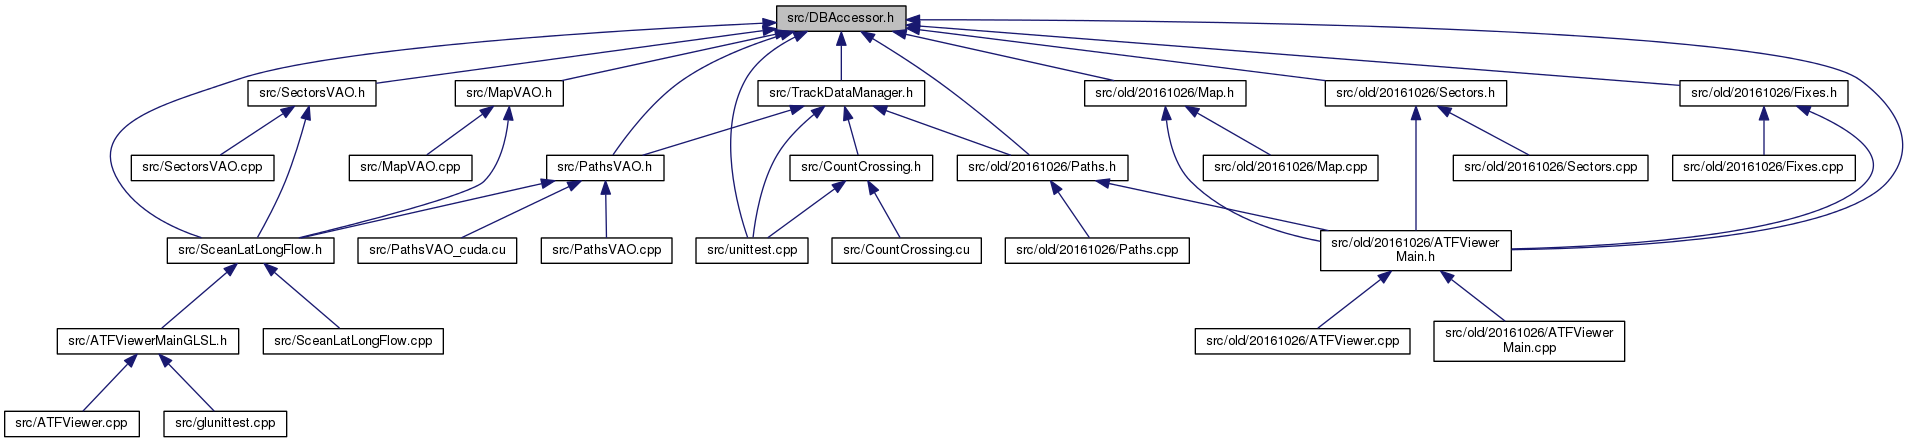 src/DBAccessor.h
src/SectorsVAO.h
src/MapVAO.h
src/TrackDataManager.h
src/old/20161026/Map.h
src/old/20161026/Sectors.h
src/old/20161026/Fixes.h
src/SectorsVAO.cpp
src/MapVAO.cpp
src/PathsVAO.h
src/CountCrossing.h
src/old/20161026/Paths.h
src/old/20161026/Map.cpp
src/old/20161026/Sectors.cpp
src/old/20161026/Fixes.cpp
src/SceanLatLongFlow.h
src/PathsVAO_cuda.cu
src/PathsVAO.cpp
src/unittest.cpp
src/CountCrossing.cu
src/old/20161026/Paths.cpp
src/old/20161026/ATFViewer
Main.h
src/ATFViewerMainGLSL.h
src/SceanLatLongFlow.cpp
src/old/20161026/ATFViewer.cpp
src/old/20161026/ATFViewer
Main.cpp
src/ATFViewer.cpp
src/glunittest.cpp